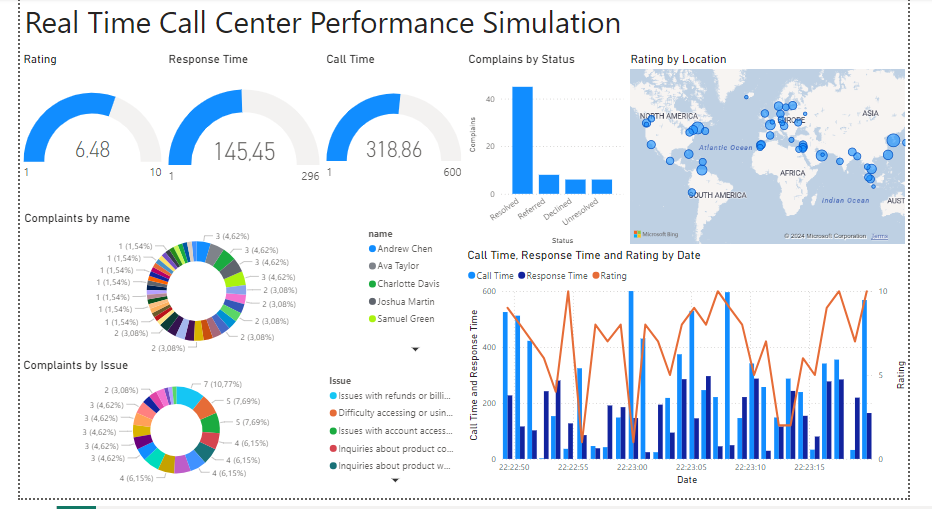 Real Time Call Center Performance Simulation
Rating
6.48
1
10
Response Time
145,45
1
296
Call Time
318,86
1
600
Complains by Status
Complains
40
20
0
Resolved
Referred
Declined
Unresolved
Status
Rating by Location
NORTH AMERICA
EUROPE
ASIA
Atlantic Ocean
AFRICA
SOUTH AMERICA
Indian Ocean
AUST
Microsoft Bing
© 2024 Microsoft Corporation Terms
Complaints by name
3 (4,62%)
3 (4,62%)
3 (4,62%)
3 (4,62%)
2 (3,08%)
2 (3,08%)
2 (3,08%)
2 (3,08%)
2 (3,08%)
1 (1,54%)
1 (1,54%)
1 (1,54%)
1 (1,54%)
1 (1,54%)
1 (1,54%)
name
Andrew Chen
Ava Taylor
Charlotte Davis
Joshua Martin
Samuel Green
Complaints by Issue
7 (10,77%)
5 (7,69%)
5 (7,69%)
4 (6,15%)
4 (6,15%)
4 (6,15%)
4 (6,15%)
3 (4,62%)
3 (4,62%)
3 (4,62%)
3 (4,62%)
3 (4,62%)
2 (3,08%)
Issue
Issues with refunds or billi...
Difficulty accessing or usin...
Issues with account access...
Inquiries about product co...
Inquiries about product w...
Call Time, Response Time and Rating by Date
Call Time
Response Time
Rating
Call Time and Response Time
600
400
200
0
22:22:50
22:22:55
22:23:00
22:23:05
22:23:10
22:23:15
Date
10
5
0
Rating